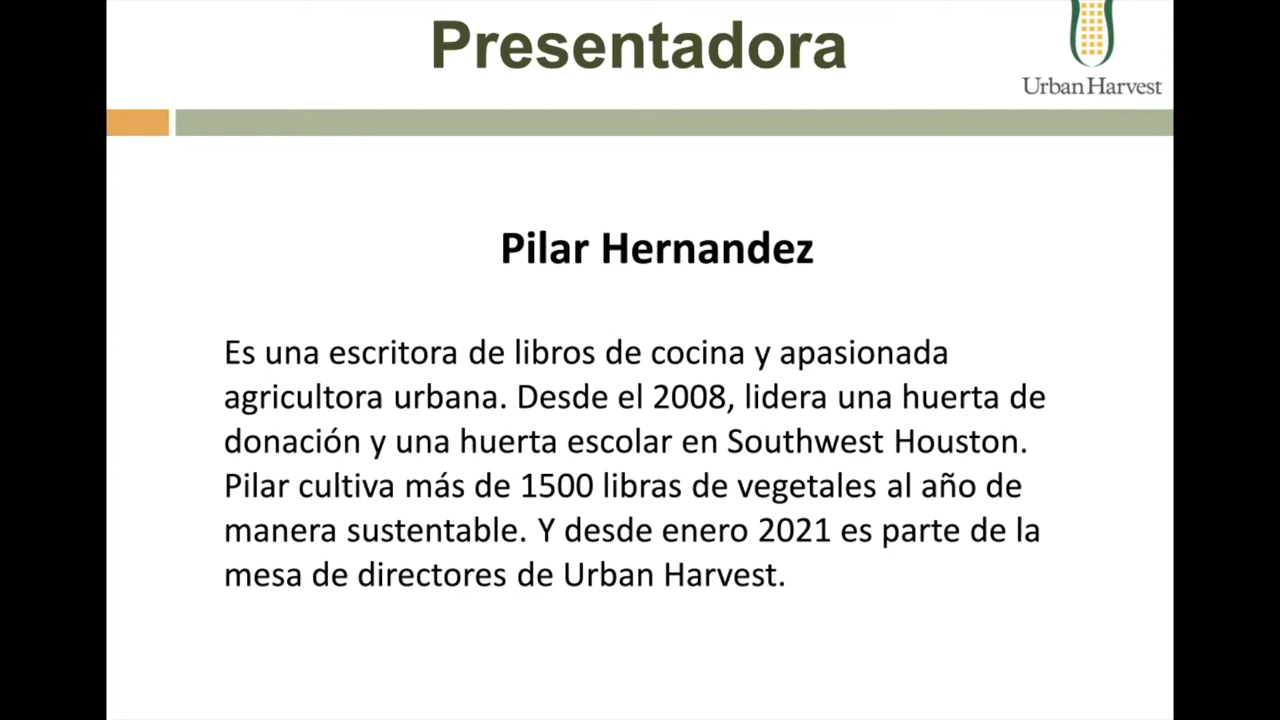 Presentadora
Urban Harvest
Pilar Hernandez
Es una escritora de libros de cocina y apasionada
agricultora urbana. Desde el 2008, lidera una huerta de
donación y una huerta escolar en Southwest Houston.
Pilar cultiva más de 1500 libras de vegetales al año de
manera sustentable. Y desde enero 2021 es parte de la
mesa de directores de Urban Harvest.